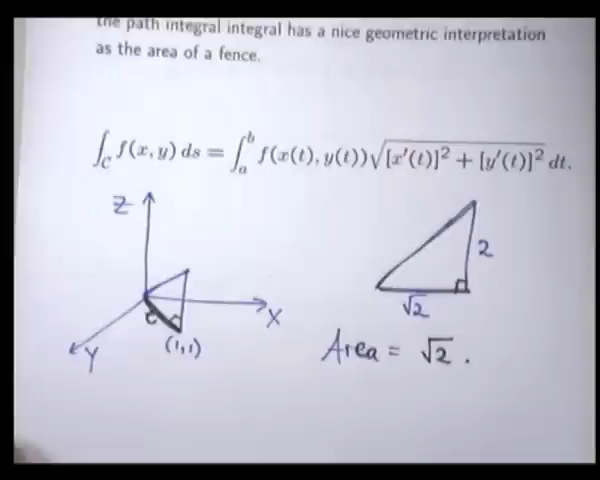 the path integral integral has a nice geometric interpretation
as the area of a fence.
∫_C f(x, y) ds = ∫_a^b f(x(t), y(t))√([x′(t)]² + [y′(t)]²) dt.
Z
2
√2
C
X
Y
(1,1)
Area = √2 .